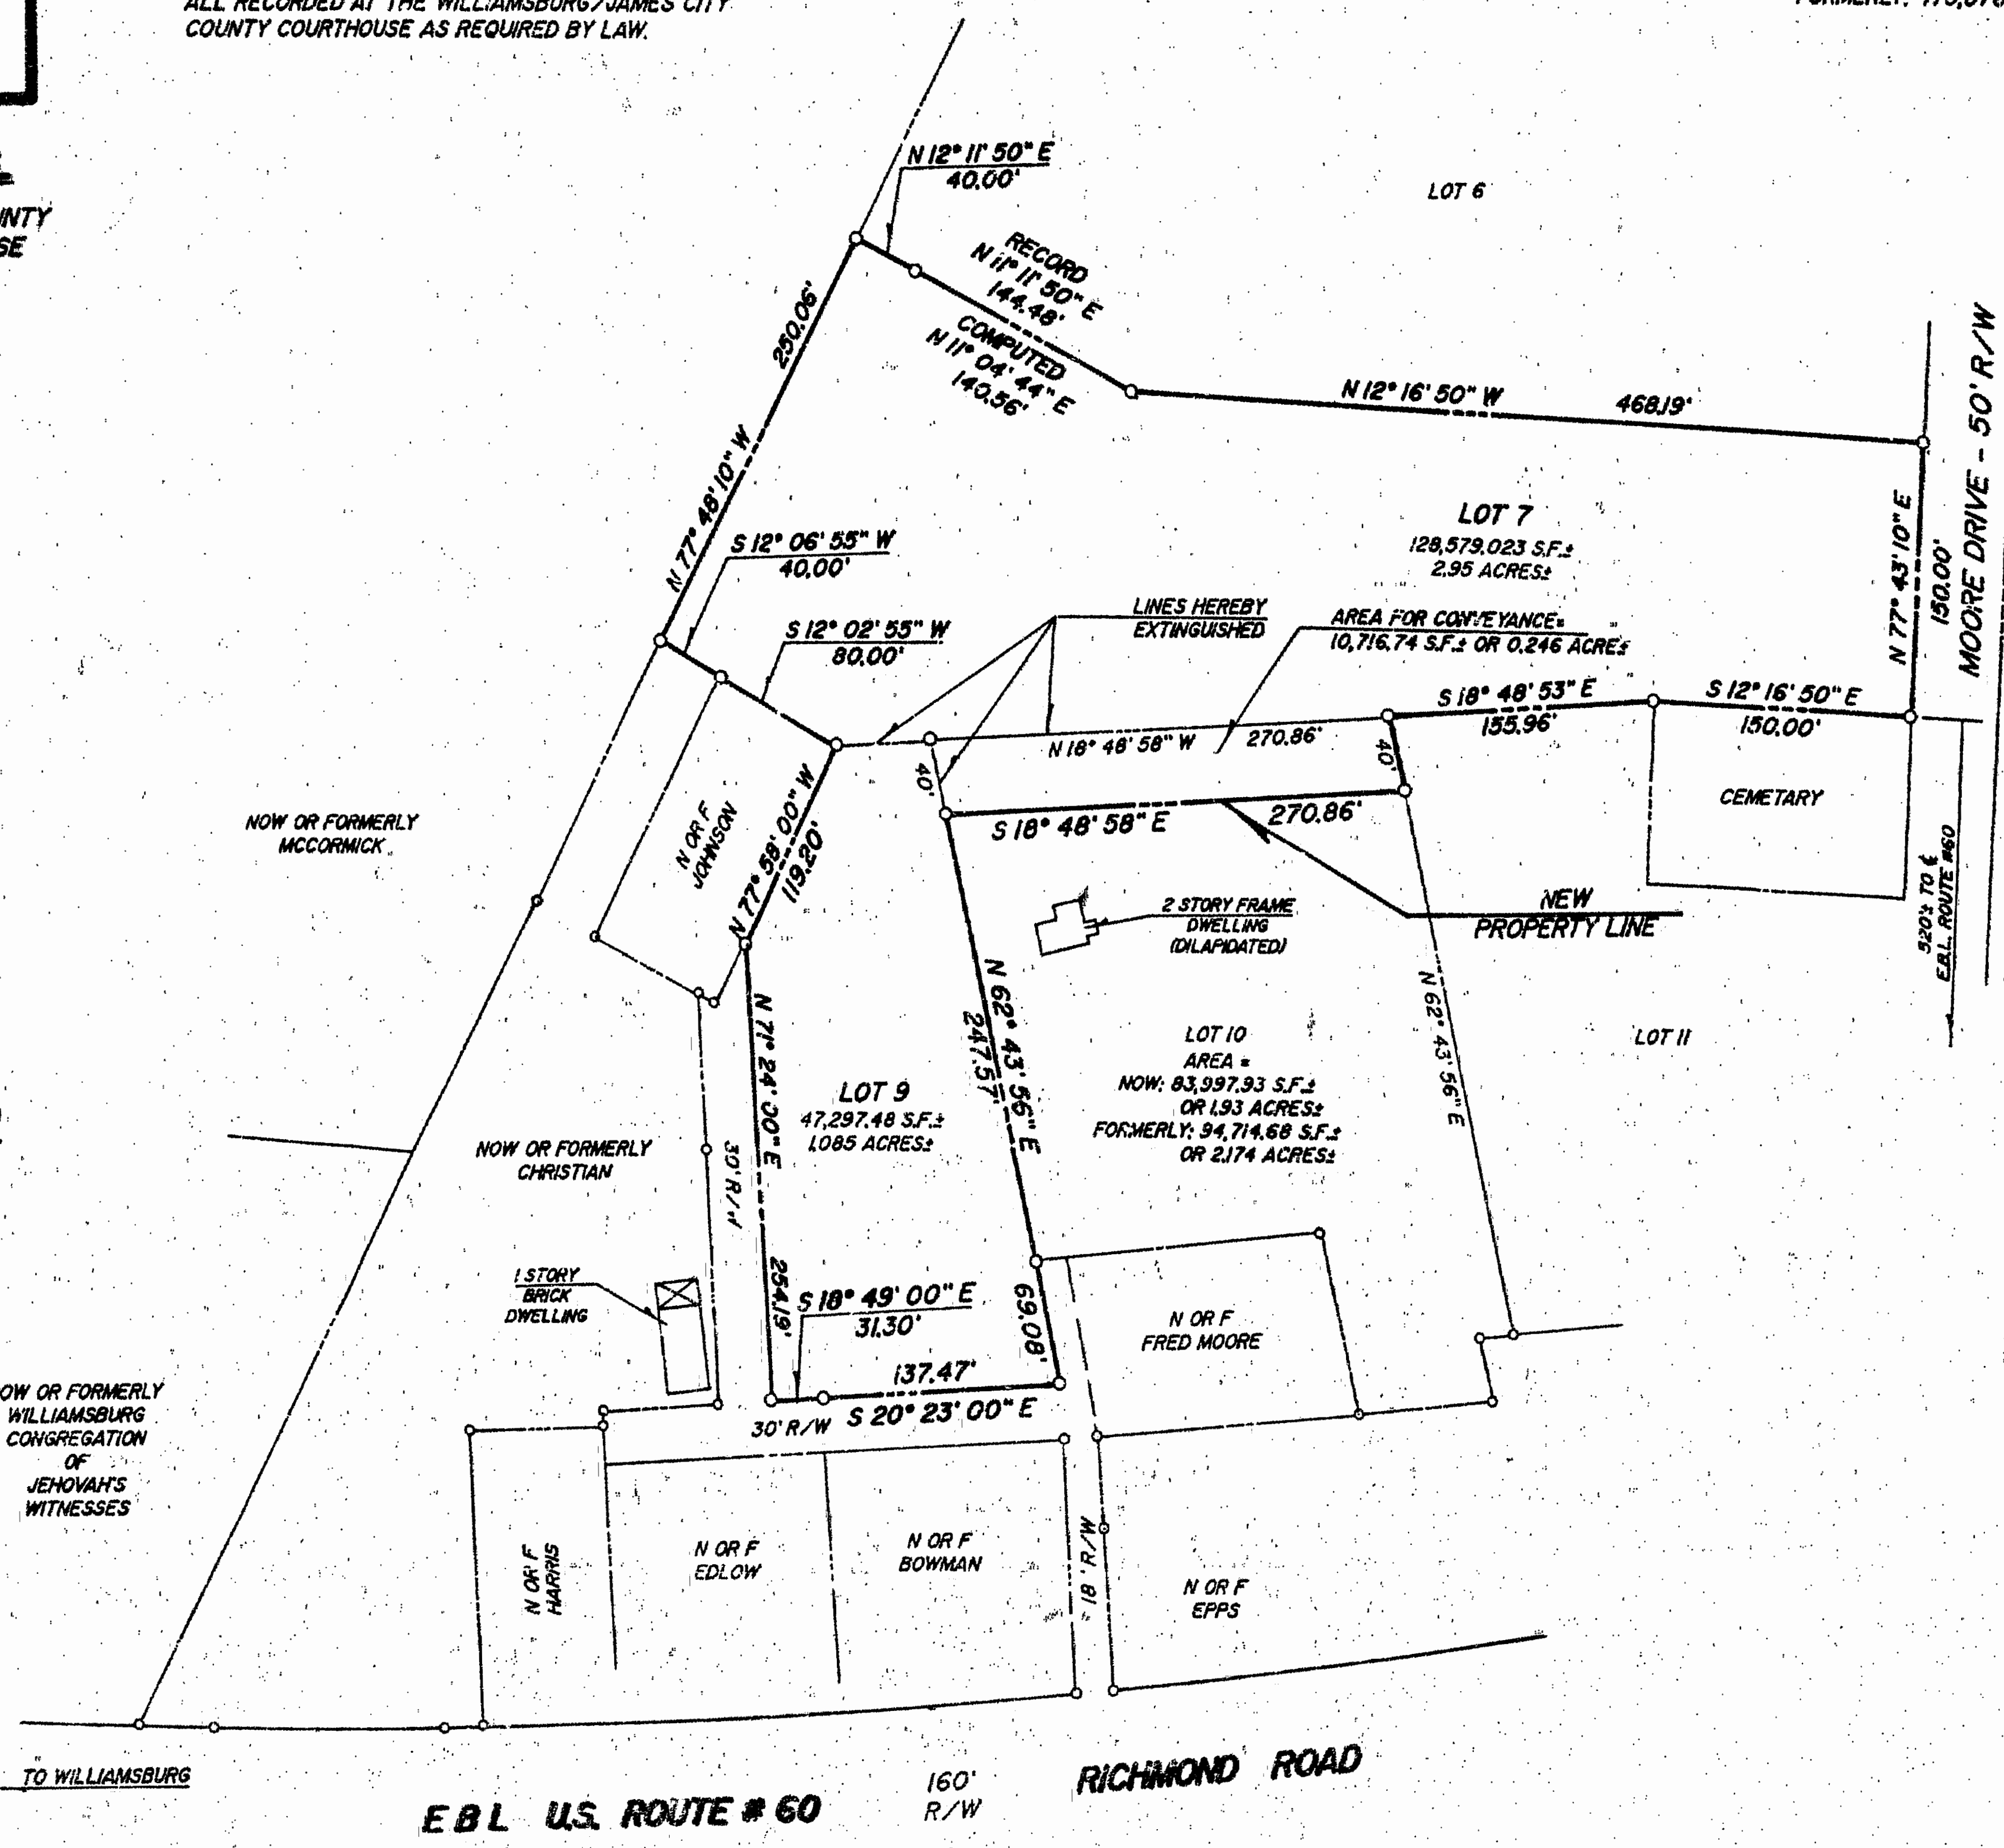 ALL RECORDED AT THE WILLIAMSBURG/JAMES CITY
COUNTY COURTHOUSE AS REQUIRED BY LAW.
N 12° 11' 50" E
40.00'
LOT 6
RECORD
N 11° 11' 50" E
144.48'
COMPUTED
N 11° 04' 44" E
140.56'
250.06'
N 77° 48' 10" W
N 12° 16' 50" W 468.19'
MOORE DRIVE - 50' R/W
N 77° 43' 10" E
150.00'
LOT 7
128,579.023 S.F.±
2.95 ACRES±
S 12° 06' 55" W
40.00'
S 12° 02' 55" W
80.00'
LINES HEREBY
EXTINGUISHED
AREA FOR CONVEYANCE=
10,716.74 S.F.± OR 0.246 ACRE±
S 18° 48' 53" E
155.96'
S 12° 16' 50" E
150.00'
N 18° 48' 58" W 270.86'
40'
40'
S 18° 48' 58" E 270.86'
CEMETARY
NOW OR FORMERLY
MCCORMICK
N OR F
JOHNSON
N 77° 58' 00" W
119.20'
2 STORY FRAME
DWELLING
(DILAPIDATED)
NEW
PROPERTY LINE
520'± TO ℄
E.B.L. ROUTE #60
N 62° 43' 56" E
247.57'
N 62° 43' 56" E
LOT 11
N 71° 24' 00" E
254.19'
LOT 9
47,297.48 S.F.±
1.085 ACRES±
LOT 10
AREA =
NOW: 83,997.93 S.F.±
OR 1.93 ACRES±
FORMERLY: 94,714.68 S.F.±
OR 2.174 ACRES±
NOW OR FORMERLY
CHRISTIAN
30' R/W
1 STORY
BRICK
DWELLING
S 18° 49' 00" E
31.30'
69.08'
137.47'
S 20° 23' 00" E
30' R/W
N OR F
FRED MOORE
OW OR FORMERLY
WILLIAMSBURG
CONGREGATION
OF
JEHOVAH'S
WITNESSES
N OR F
HARRIS
N OR F
EDLOW
N OR F
BOWMAN
18' R/W
N OR F
EPPS
TO WILLIAMSBURG
E B L U.S. ROUTE # 60
160'
R/W
RICHMOND ROAD